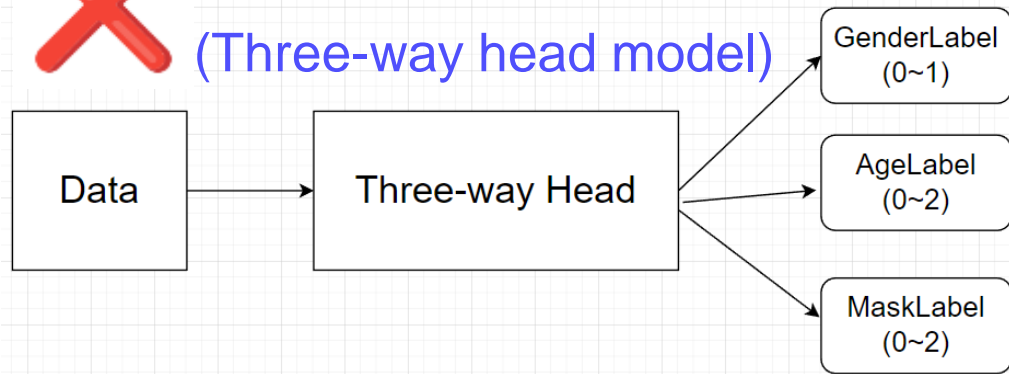 (Three-way head model)
GenderLabel
(0~1)
Data
Three-way Head
AgeLabel
(0~2)
MaskLabel
(0~2)